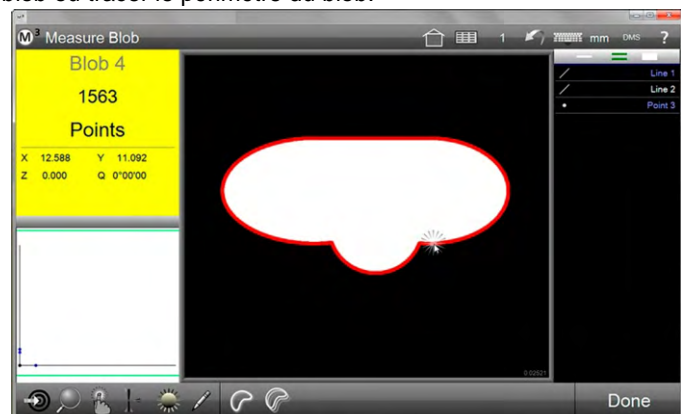 blob ou tracer le périmètre du blob.
M3 Measure Blob
1 mm DMS ?
Blob 4
1563
Points
X 12.588 Y 11.092
Z 0.000 Q 0°00'00
Line 1
Line 2
Point 3
0.02521
Done